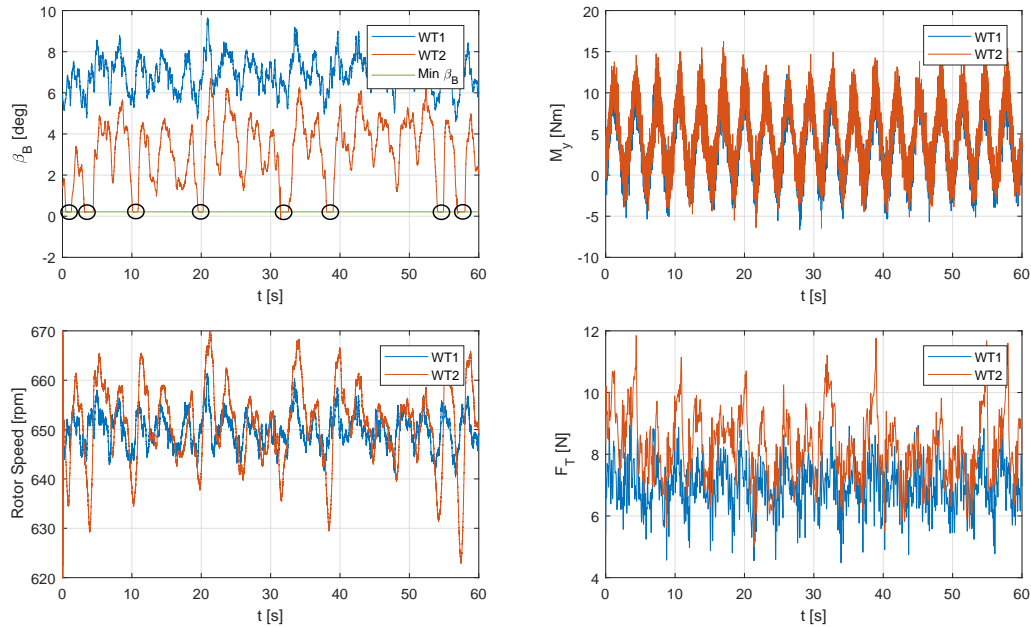 10
8
6
4
2
0
-2
β_B [deg]
WT1
WT2
Min β_B
0 10 20 30 40 50 60
t [s]
20
15
10
5
0
-5
-10
M_y [Nm]
WT1
WT2
0 10 20 30 40 50 60
t [s]
670
660
650
640
630
620
Rotor Speed [rpm]
WT1
WT2
0 10 20 30 40 50 60
t [s]
12
10
8
6
4
F_T [N]
WT1
WT2
0 10 20 30 40 50 60
t [s]